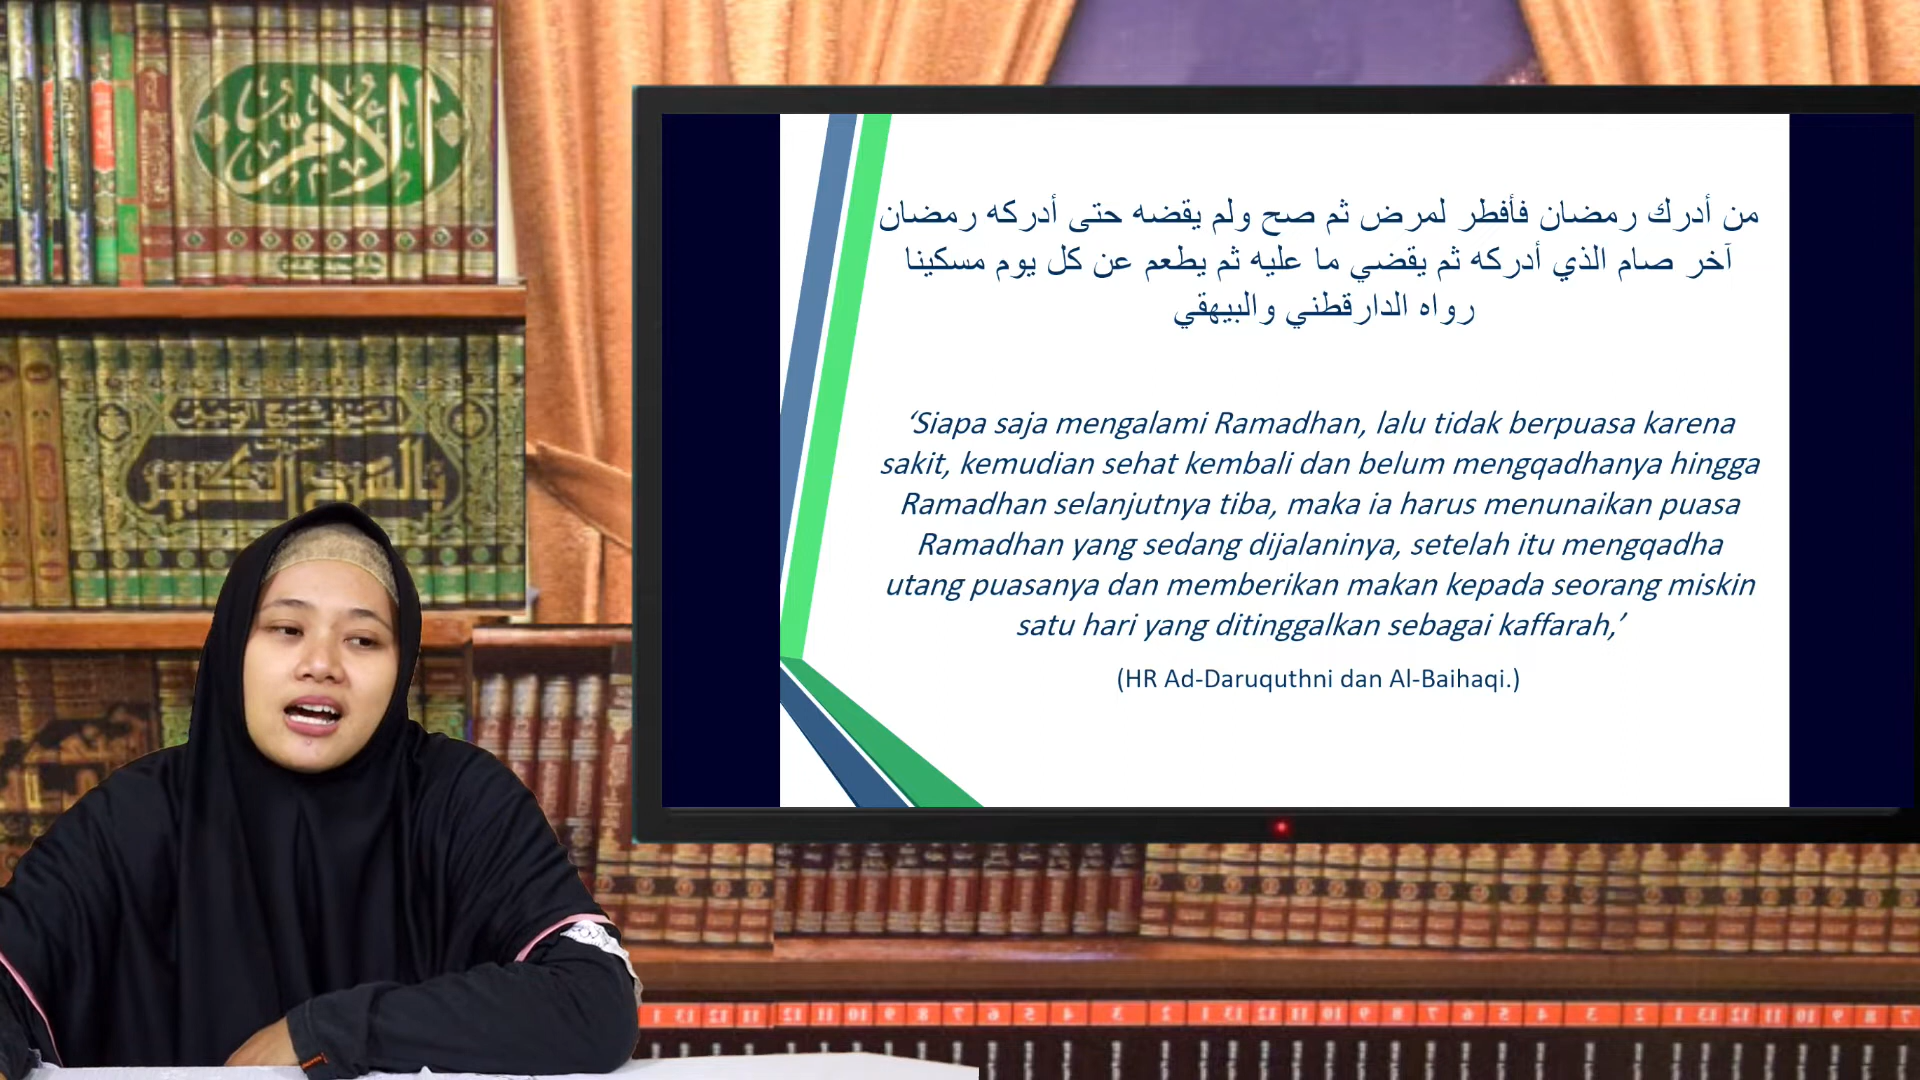 الأم
من أدرك رمضان فأفطر لمرض ثم صح ولم يقضه حتى أدركه رمضان
آخر صام الذي أدركه ثم يقضي ما عليه ثم يطعم عن كل يوم مسكينا
رواه الدارقطني والبيهقي
‘Siapa saja mengalami Ramadhan, lalu tidak berpuasa karena
sakit, kemudian sehat kembali dan belum mengqadhanya hingga
Ramadhan selanjutnya tiba, maka ia harus menunaikan puasa
Ramadhan yang sedang dijalaninya, setelah itu mengqadha
utang puasanya dan memberikan makan kepada seorang miskin
satu hari yang ditinggalkan sebagai kaffarah,’
(HR Ad-Daruquthni dan Al-Baihaqi.)